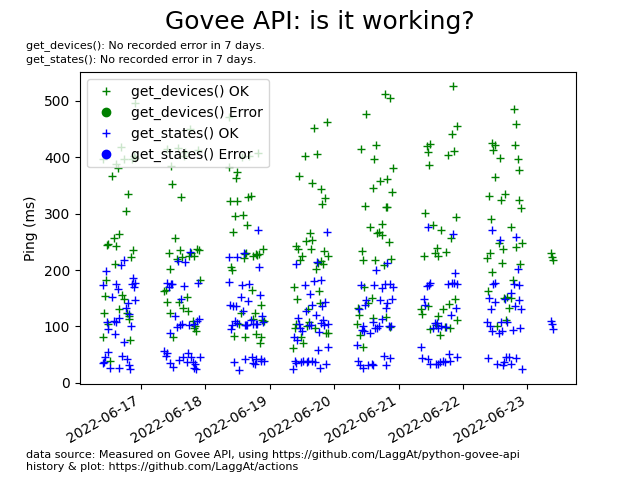 Govee API: is it working?
get_devices(): No recorded error in 7 days.
get_states(): No recorded error in 7 days.
get_devices() OK
get_devices() Error
get_states() OK
get_states() Error
500
400
300
200
100
0
Ping (ms)
2022-06-17
2022-06-18
2022-06-19
2022-06-20
2022-06-21
2022-06-22
2022-06-23
data source: Measured on Govee API, using https://github.com/LaggAt/python-govee-api
history & plot: https://github.com/LaggAt/actions